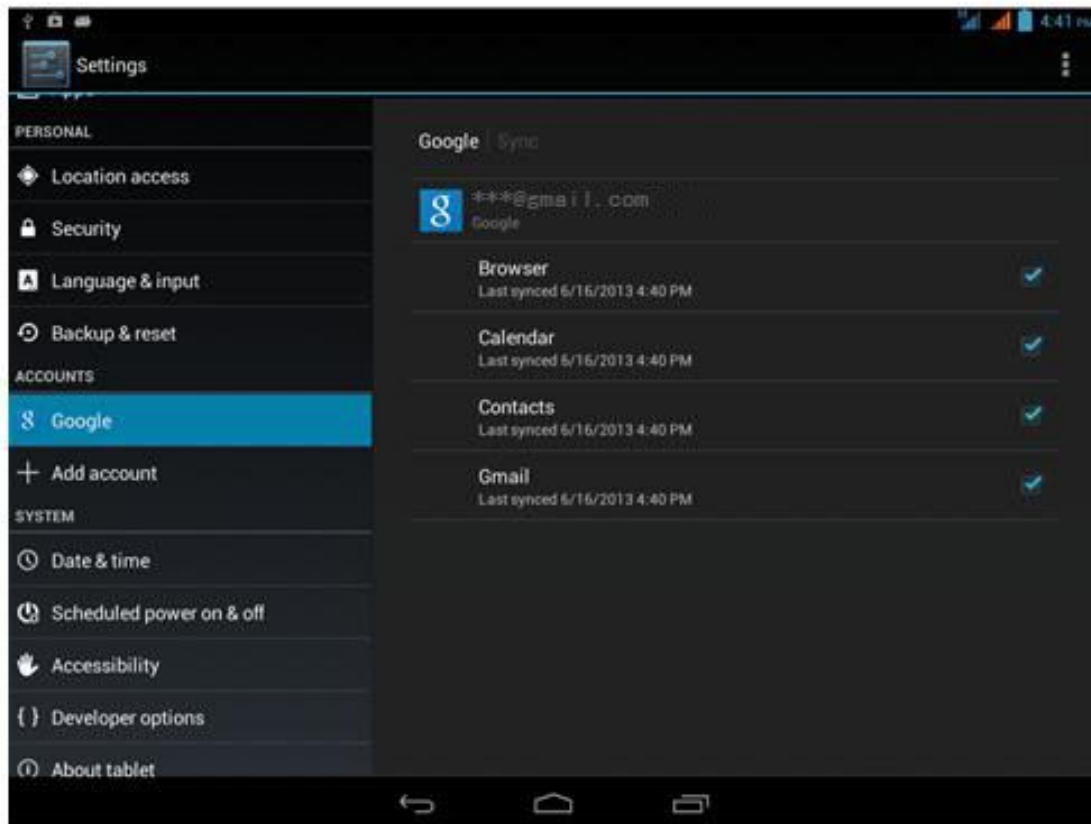 4:41 PM
Settings
PERSONAL
Location access
Security
Language & input
Backup & reset
ACCOUNTS
Google
Add account
SYSTEM
Date & time
Scheduled power on & off
Accessibility
{ } Developer options
About tablet
Google Sync
***@gmail.com
Google
Browser
Last synced 6/16/2013 4:40 PM
Calendar
Last synced 6/16/2013 4:40 PM
Contacts
Last synced 6/16/2013 4:40 PM
Gmail
Last synced 6/16/2013 4:40 PM